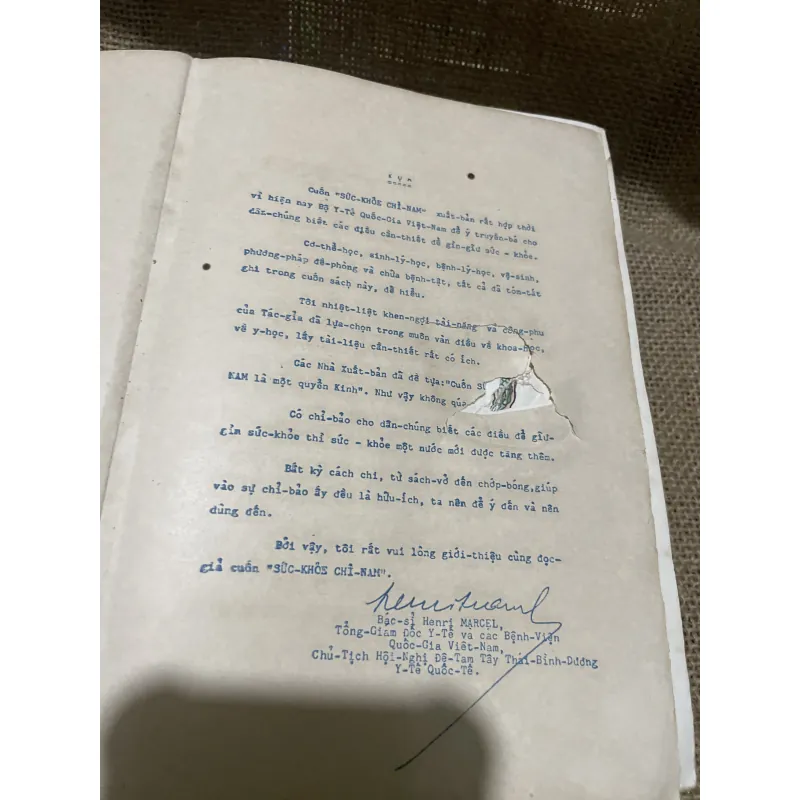 TỰA
Cuốn "SỨC-KHỎE CHỈ-NAM" xuất-bản rất hợp thời
vì hiện nay Bộ Y-Tế Quốc-Gia Việt-Nam để ý truyền-bá cho
dân-chúng biết các điều cần-thiết để gìn-giữ sức - khỏe.
Cơ-thể-học, sinh-lý-học, bệnh-lý-học, vệ-sinh,
phương-pháp đề-phòng và chữa bệnh-tật, tất cả đã tóm-tắt
ghi trong cuốn sách này, dễ hiểu.
Tôi nhiệt-liệt khen-ngợi tài-năng và công-phu
của Tác-giả đã lựa-chọn trong muôn vàn điều về khoa-học,
về y-học, lấy tài-liệu cần-thiết rất có ích.
Các Nhà Xuất-bản đã đề tựa:"Cuốn
NAM là một quyển Kinh". Như vậy không
Có chỉ-bảo cho dân-chúng biết các điều để giữ-
gìn sức-khỏe thì sức - khỏe một nước mới được tăng thêm.
Bất kỳ cách chi, từ sách-vở đến chớp-bóng,giúp
vào sự chỉ-bảo ấy đều là hữu-ích, ta nên để ý đến và nên
dùng đến.
Bởi vậy, tôi rất vui lòng giới-thiệu cùng đọc-
giả cuốn "SỨC-KHỎE CHỈ-NAM".
Bác-sỉ Henri MARCEL,
Tổng-Giám Đốc Y-Tế và các Bệnh-Viện
Quốc-Gia Việt-Nam,
Chủ-Tịch Hội-Nghị Đệ-Tam Tây Thái-Bình-Dương
Y-Tế Quốc-Tế.